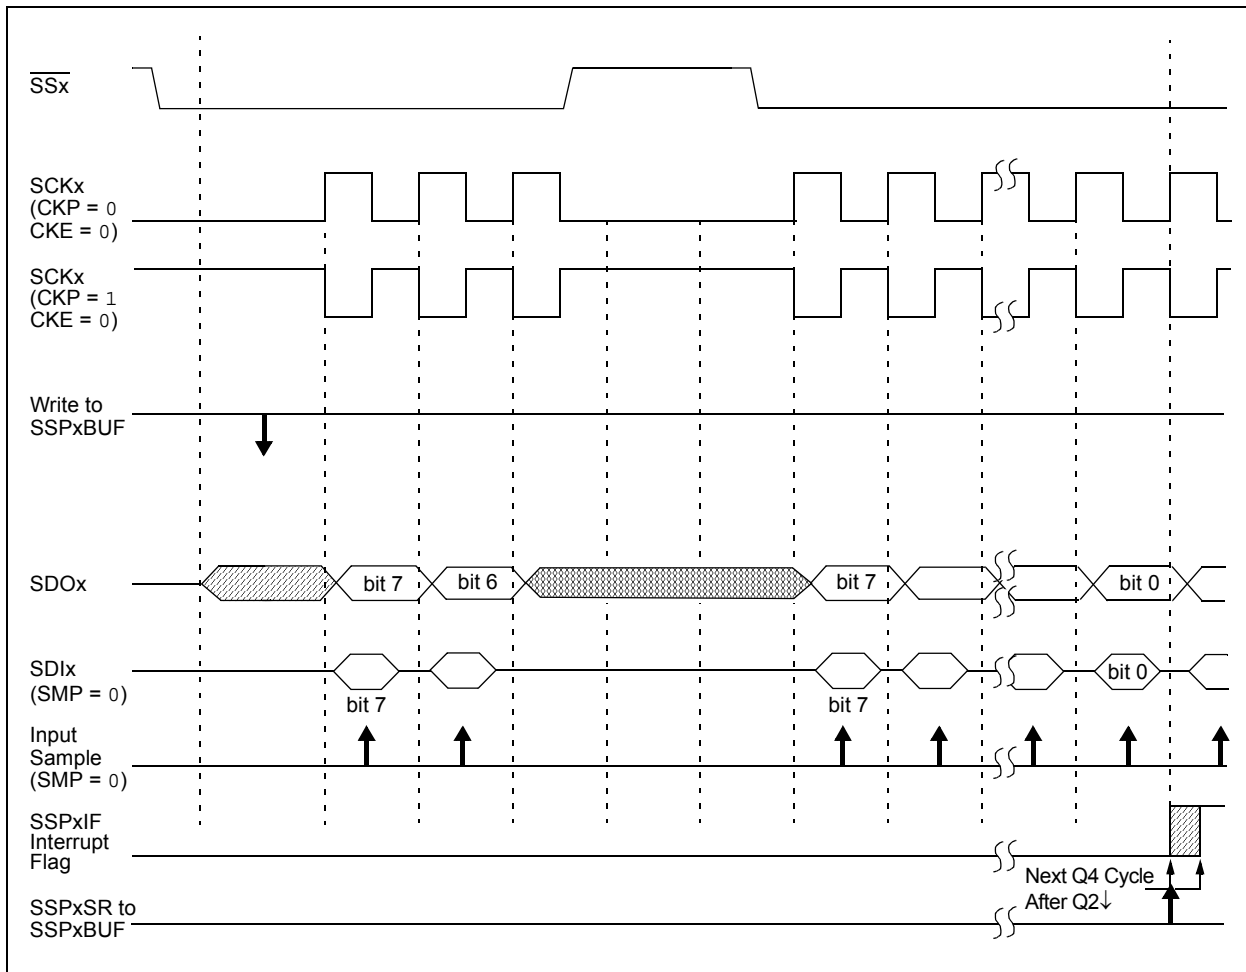 SSx
SCKx
(CKP = 0
CKE = 0)
SCKx
(CKP = 1
CKE = 0)
Write to
SSPxBUF
SDOx
bit 7
bit 6
bit 7
bit 0
SDIx
(SMP = 0)
bit 7
bit 7
bit 0
Input
Sample
(SMP = 0)
SSPxIF
Interrupt
Flag
Next Q4 Cycle
After Q2↓
SSPxSR to
SSPxBUF